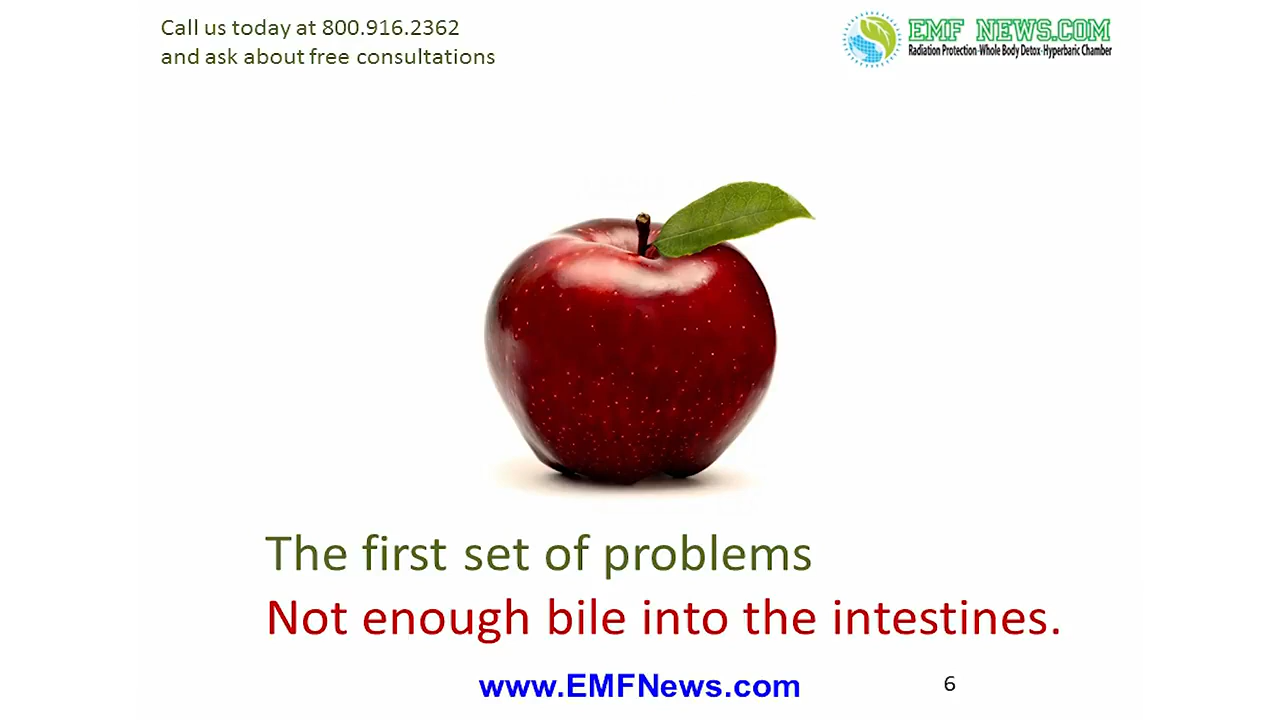 Call us today at 800.916.2362
and ask about free consultations
EMF NEWS.COM
Radiation Protection-Whole Body Detox-Hyperbaric Chamber
The first set of problems
Not enough bile into the intestines.
www.EMFNews.com
6